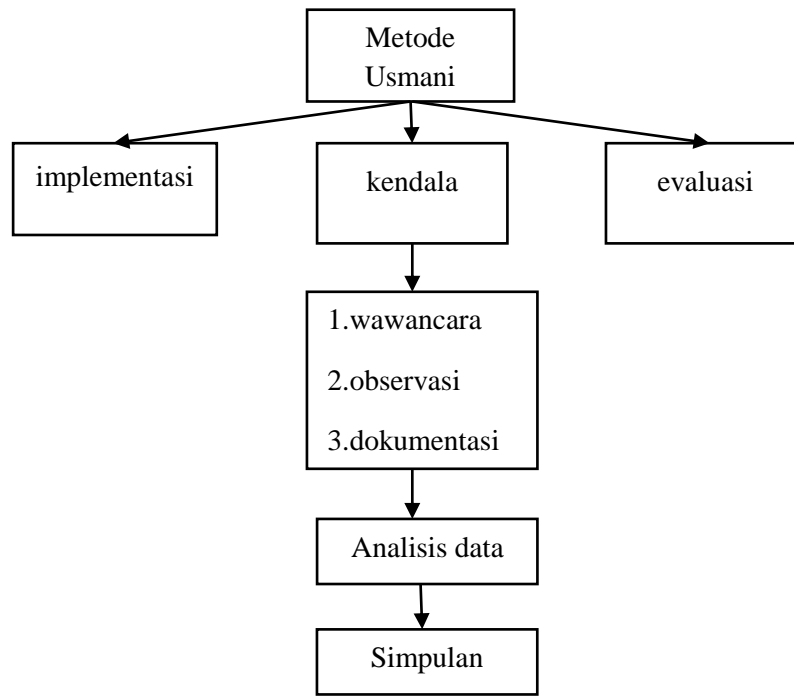 Metode
Usmani
implementasi
kendala
evaluasi
1.wawancara
2.observasi
3.dokumentasi
Analisis data
Simpulan